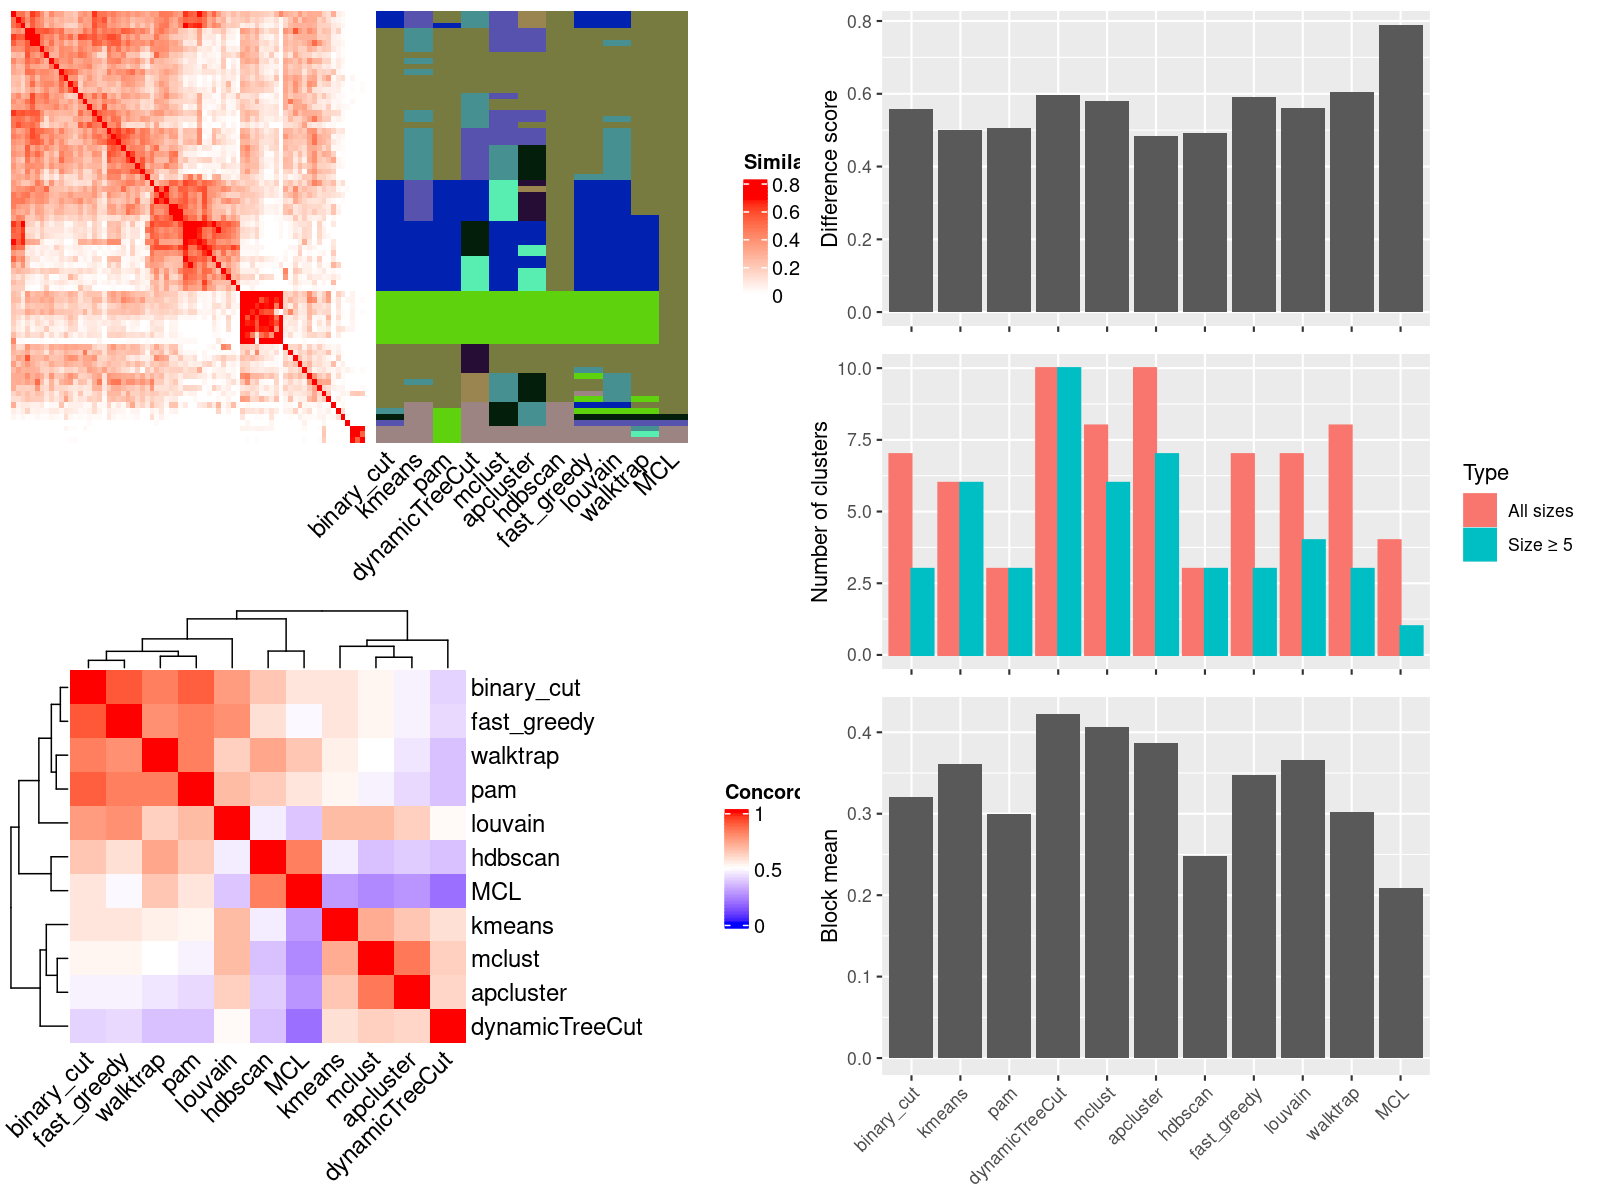 Simila
0.8
0.6
0.4
0.2
0
binary_cut
kmeans
pam
dynamicTreeCut
mclust
apcluster
hdbscan
fast_greedy
louvain
walktrap
MCL
binary_cut
fast_greedy
walktrap
pam
louvain
hdbscan
MCL
kmeans
mclust
apcluster
dynamicTreeCut
Concord
1
0.5
0
binary_cut
fast_greedy
walktrap
pam
louvain
hdbscan
MCL
kmeans
mclust
apcluster
dynamicTreeCut
Difference score
0.8
0.6
0.4
0.2
0.0
Number of clusters
10.0
7.5
5.0
2.5
0.0
Type
All sizes
Size ≥ 5
Block mean
0.4
0.3
0.2
0.1
0.0
binary_cut
kmeans
pam
dynamicTreeCut
mclust
apcluster
hdbscan
fast_greedy
louvain
walktrap
MCL